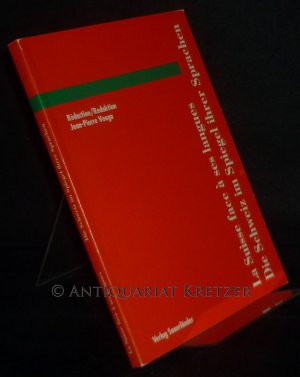 Rédaction/Redaktion
Jean-Pierre Vouga
La Suisse face à ses langues
Die Schweiz im Spiegel ihrer Sprachen
Verlag Sauerländer
© Antiquariat Kretzer